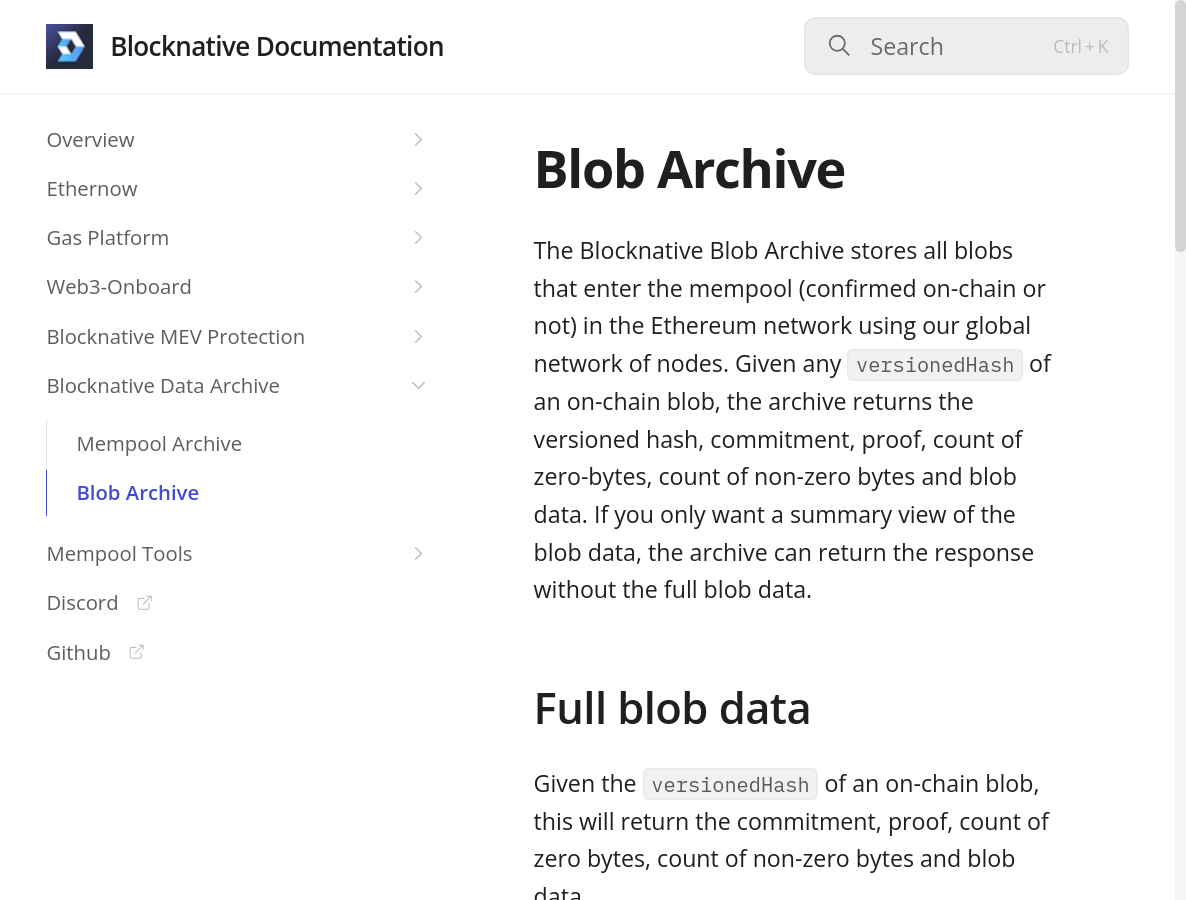 Blocknative Documentation
Search Ctrl + K
Overview
Ethernow
Gas Platform
Web3-Onboard
Blocknative MEV Protection
Blocknative Data Archive
Mempool Archive
Blob Archive
Mempool Tools
Discord
Github
Blob Archive
The Blocknative Blob Archive stores all blobs
that enter the mempool (confirmed on-chain or
not) in the Ethereum network using our global
network of nodes. Given any versionedHash of
an on-chain blob, the archive returns the
versioned hash, commitment, proof, count of
zero-bytes, count of non-zero bytes and blob
data. If you only want a summary view of the
blob data, the archive can return the response
without the full blob data.
Full blob data
Given the versionedHash of an on-chain blob,
this will return the commitment, proof, count of
zero bytes, count of non-zero bytes and blob
data.